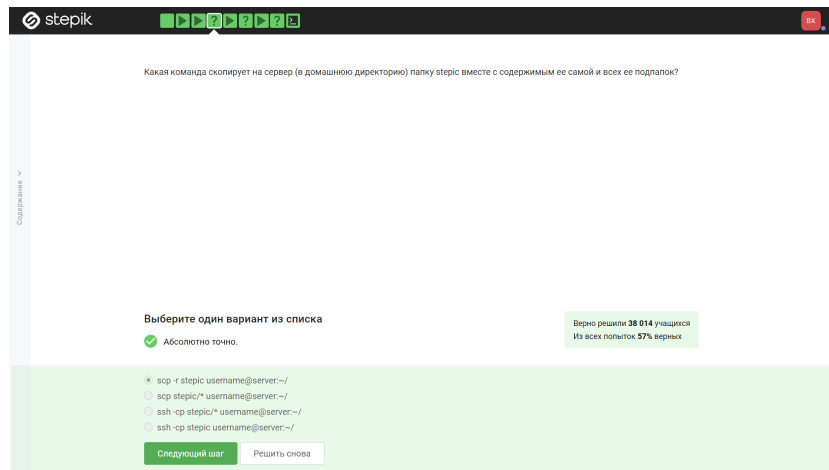 stepik
BX
Какая команда скопирует на сервер (в домашнюю директорию) папку stepic вместе с содержимым ее самой и всех ее подпапок?
Содержание
Выберите один вариант из списка
Абсолютно точно.
Верно решили 38 014 учащихся
Из всех попыток 57% верных
scp -r stepic username@server:~/
scp stepic/* username@server:~/
ssh -cp stepic/* username@server:~/
ssh -cp stepic username@server:~/
Следующий шаг Решить снова